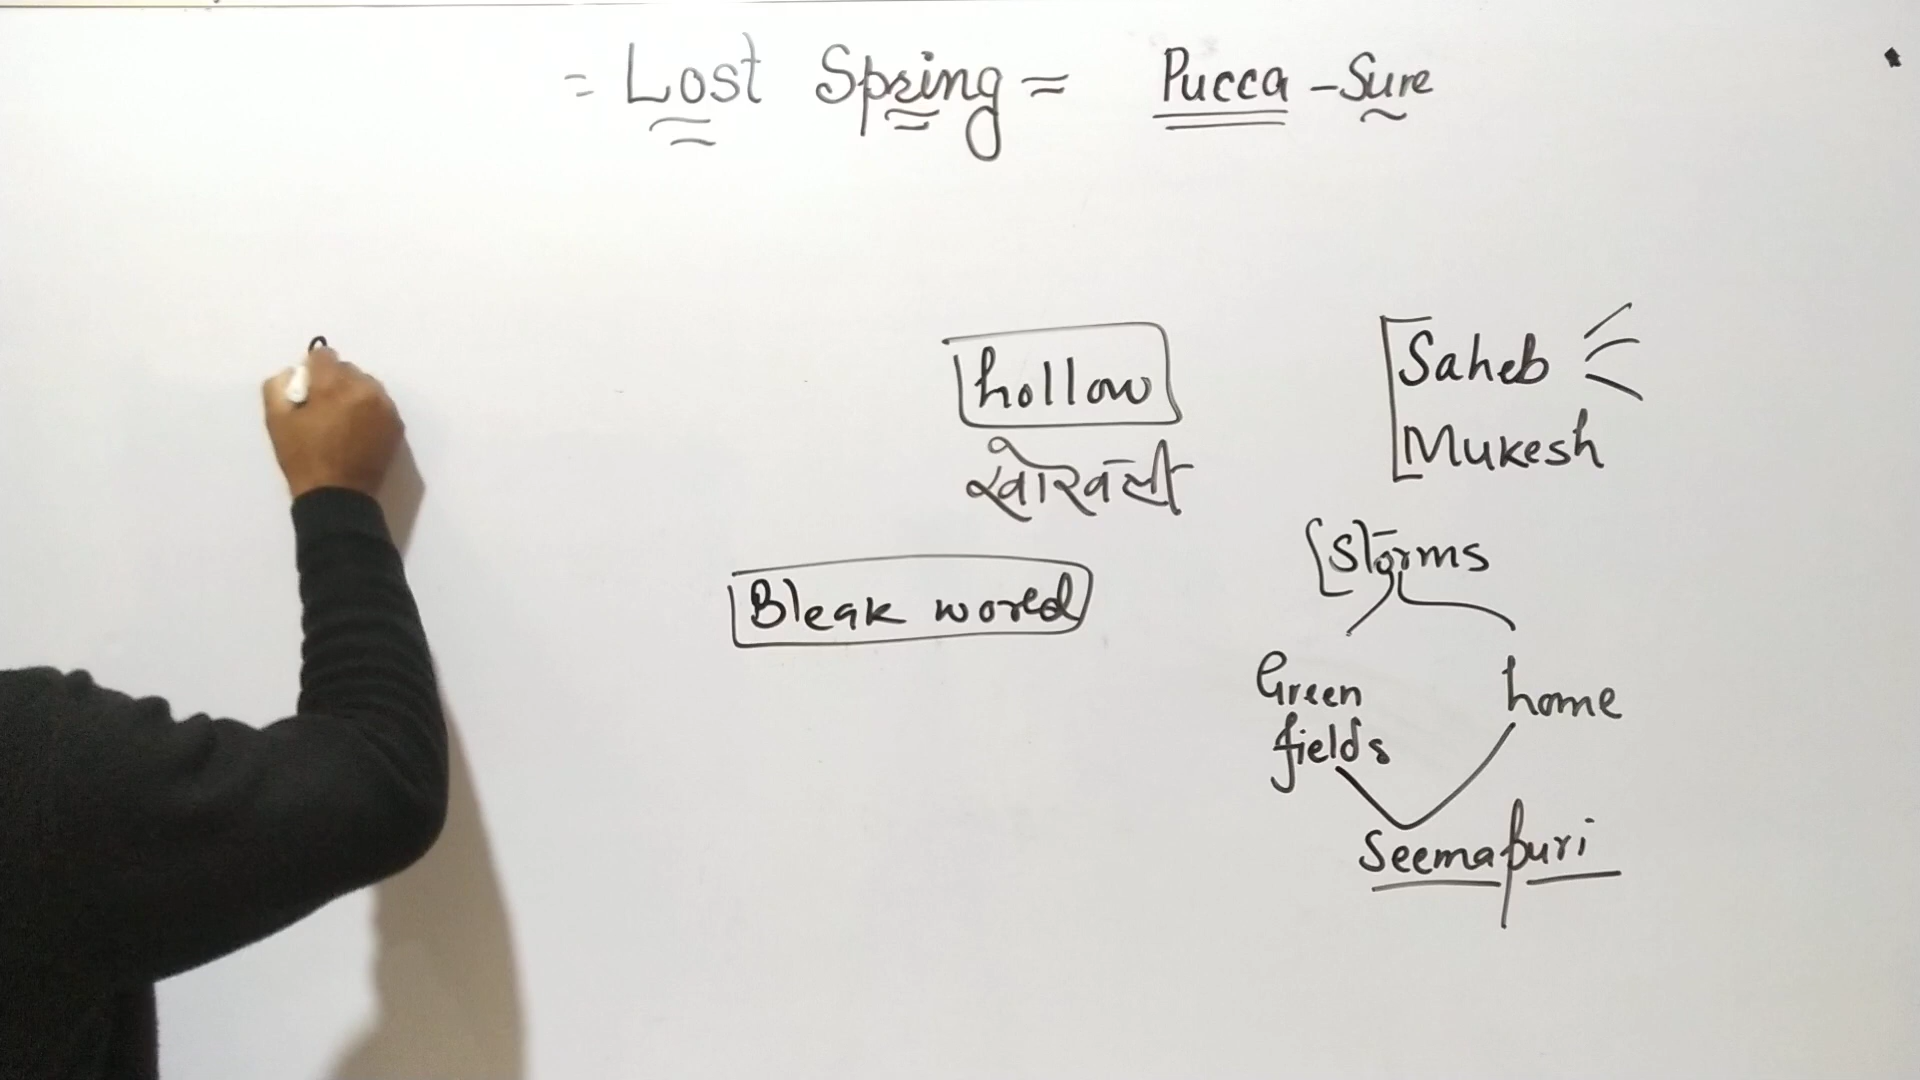 = Lost Spring = Pucca - Sure
hollow
खोखली
Bleak world
Saheb
Mukesh
Storms
Green
fields
home
Seemapuri